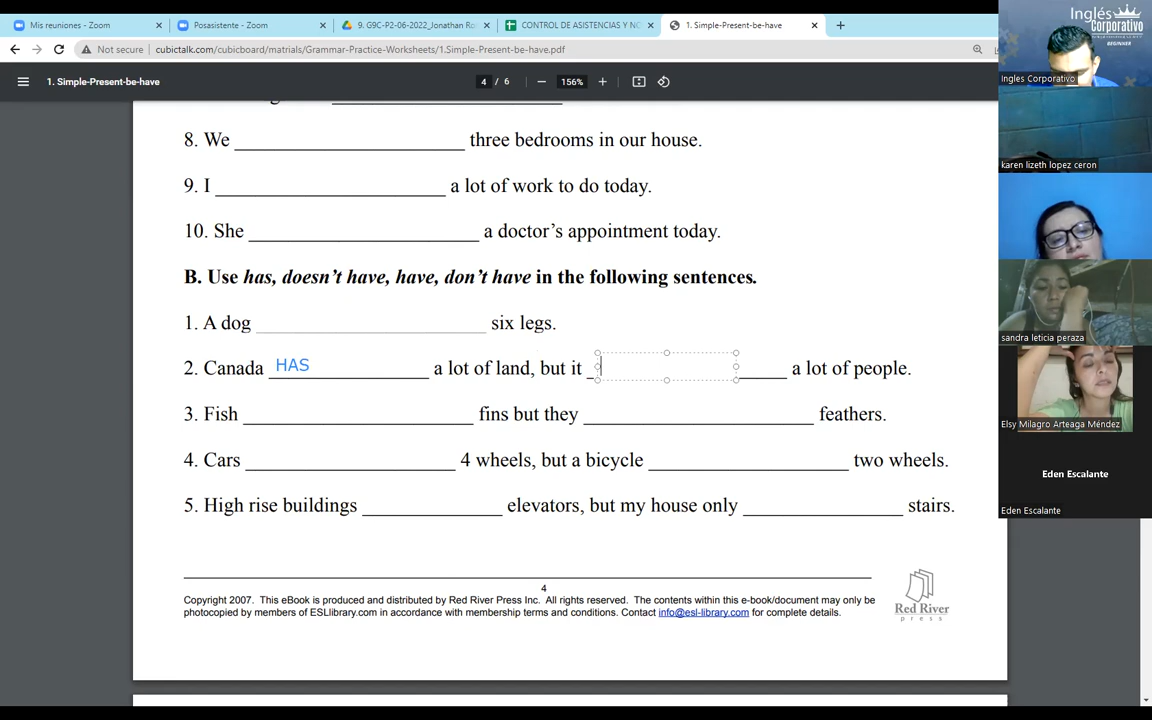 Mis reuniones - Zoom
Posasistente - Zoom
9. G9C-P2-06-2022_Jonathan Ro
CONTROL DE ASISTENCIAS Y NO
1. Simple-Present-be-have
Not secure
cubictalk.com/cubicboard/matrials/Grammar-Practice-Worksheets/1.Simple-Present-be-have.pdf
1. Simple-Present-be-have
4 / 6
156%
8. We ______ three bedrooms in our house.
9. I ______ a lot of work to do today.
10. She ______ a doctor's appointment today.
B. Use has, doesn't have, have, don't have in the following sentences.
1. A dog ______ six legs.
2. Canada HAS a lot of land, but it ______ a lot of people.
3. Fish ______ fins but they ______ feathers.
4. Cars ______ 4 wheels, but a bicycle ______ two wheels.
5. High rise buildings ______ elevators, but my house only ______ stairs.
4
Copyright 2007. This eBook is produced and distributed by Red River Press Inc. All rights reserved. The contents within this e-book/document may only be
photocopied by members of ESLlibrary.com in accordance with membership terms and conditions. Contact info@esl-library.com for complete details.
Red River
press
Inglés
Corporativo
BEGINNER
Ingles Corporativo
karen lizeth lopez ceron
sandra leticia peraza
Elsy Milagro Arteaga Méndez
Eden Escalante
Eden Escalante